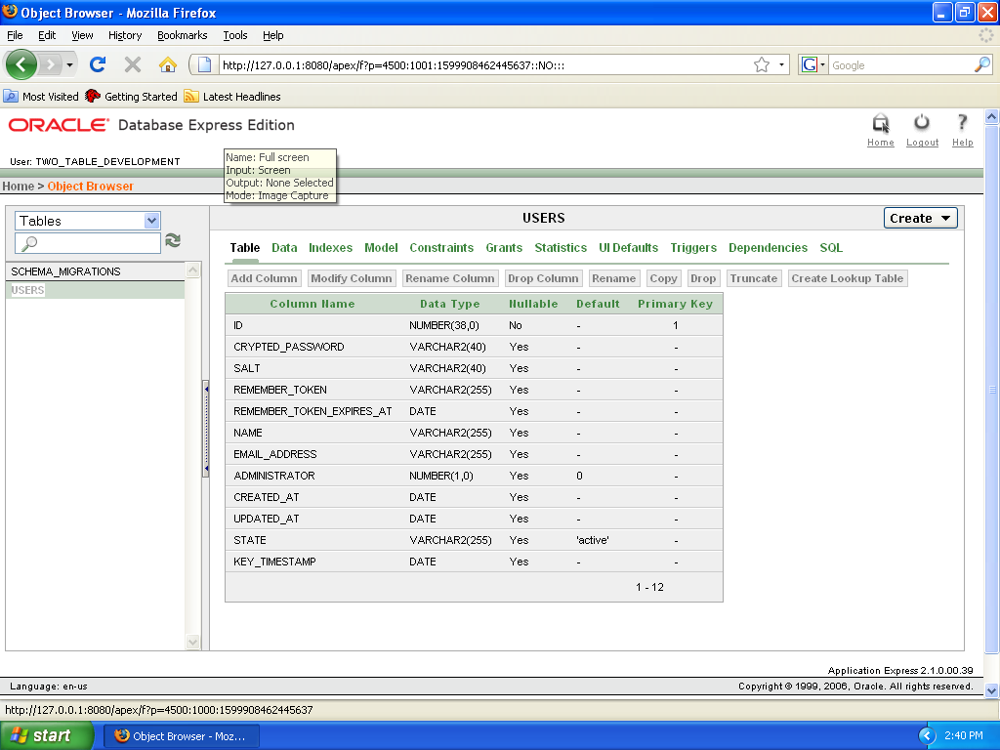 Object Browser - Mozilla Firefox
File Edit View History Bookmarks Tools Help
http://127.0.0.1:8080/apex/f?p=4500:1001:1599908462445637::NO:::
G Google
Most Visited Getting Started Latest Headlines
ORACLE Database Express Edition
Home Logout Help
User: TWO_TABLE_DEVELOPMENT
Name: Full screen
Input: Screen
Output: None Selected
Mode: Image Capture
Home > Object Browser
Tables
SCHEMA_MIGRATIONS
USERS
USERS
Create
Table Data Indexes Model Constraints Grants Statistics UI Defaults Triggers Dependencies SQL
Add Column Modify Column Rename Column Drop Column Rename Copy Drop Truncate Create Lookup Table
Column Name Data Type Nullable Default Primary Key
ID NUMBER(38,0) No - 1
CRYPTED_PASSWORD VARCHAR2(40) Yes - -
SALT VARCHAR2(40) Yes - -
REMEMBER_TOKEN VARCHAR2(255) Yes - -
REMEMBER_TOKEN_EXPIRES_AT DATE Yes - -
NAME VARCHAR2(255) Yes - -
EMAIL_ADDRESS VARCHAR2(255) Yes - -
ADMINISTRATOR NUMBER(1,0) Yes 0 -
CREATED_AT DATE Yes - -
UPDATED_AT DATE Yes - -
STATE VARCHAR2(255) Yes 'active' -
KEY_TIMESTAMP DATE Yes - -
1 - 12
Application Express 2.1.0.00.39
Language: en-us Copyright © 1999, 2006, Oracle. All rights reserved.
http://127.0.0.1:8080/apex/f?p=4500:1000:1599908462445637
start Object Browser - Moz... 2:40 PM